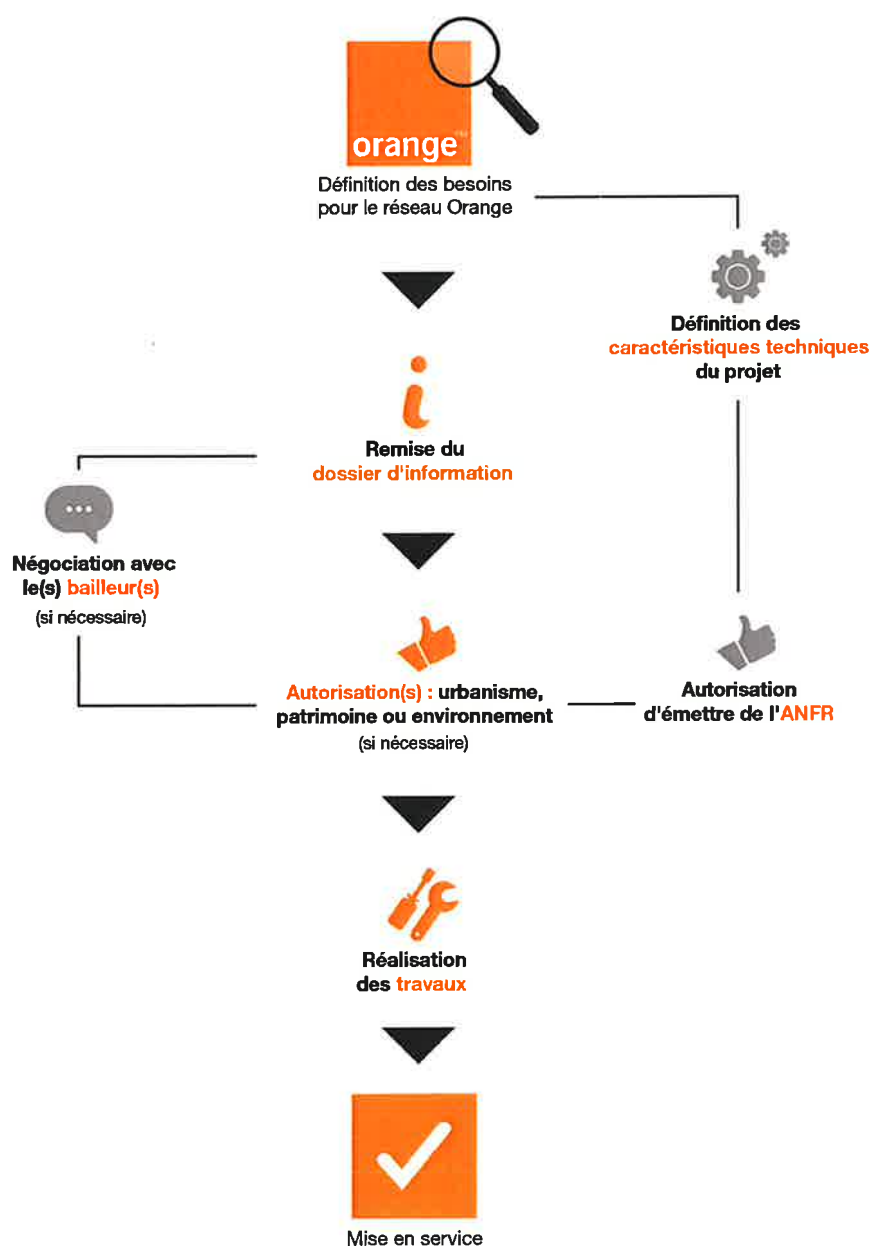 orange™
Définition des besoins
pour le réseau Orange
Définition des
caractéristiques techniques
du projet
Remise du
dossier d'information
Négociation avec
le(s) bailleur(s)
(si nécessaire)
Autorisation(s) : urbanisme,
patrimoine ou environnement
(si nécessaire)
Autorisation
d'émettre de l'ANFR
Réalisation
des travaux
Mise en service